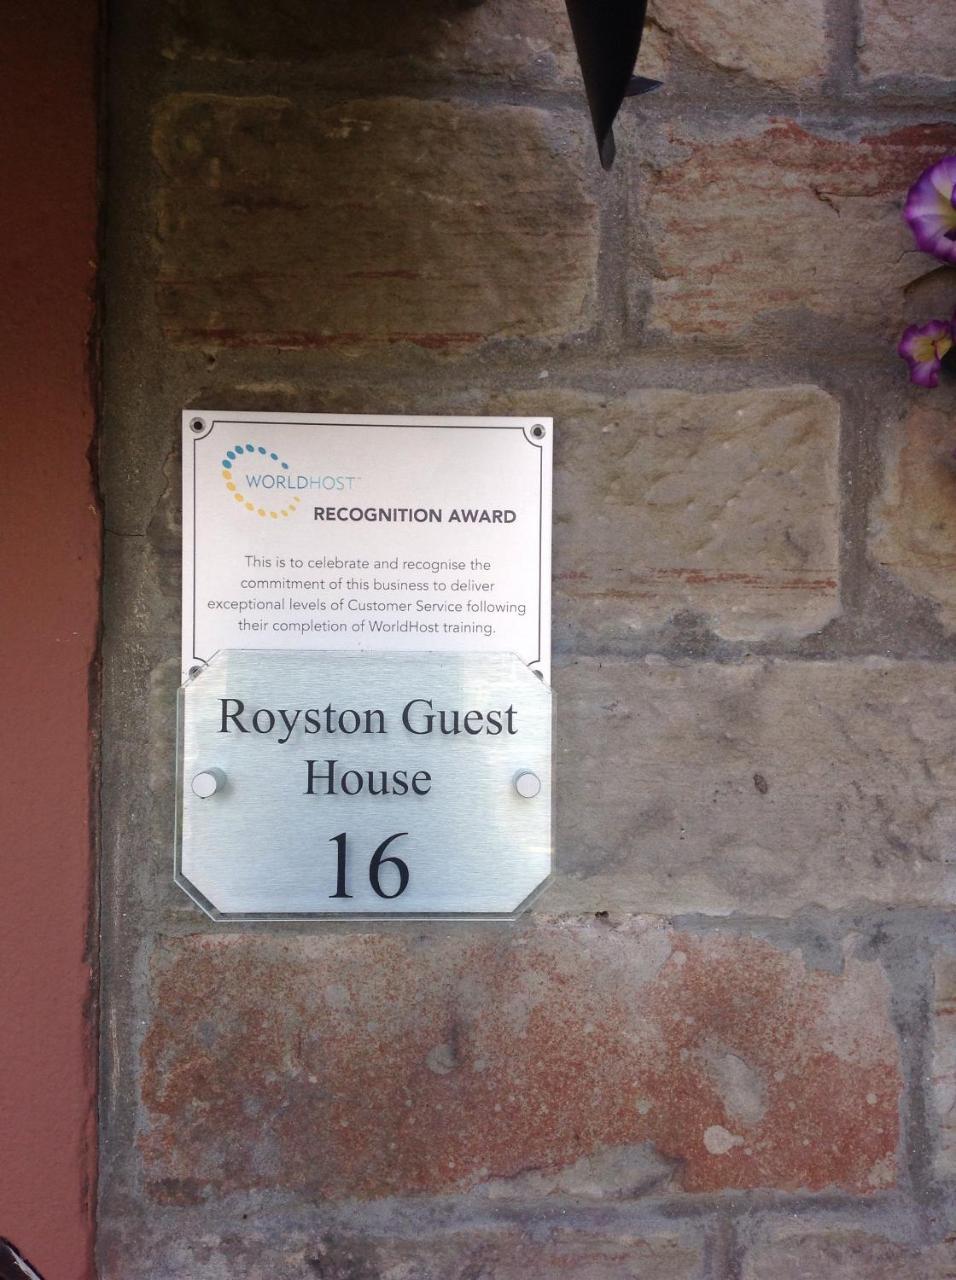 WORLDHOST™
RECOGNITION AWARD
This is to celebrate and recognise the
commitment of this business to deliver
exceptional levels of Customer Service following
their completion of WorldHost training.
Royston Guest
House
16